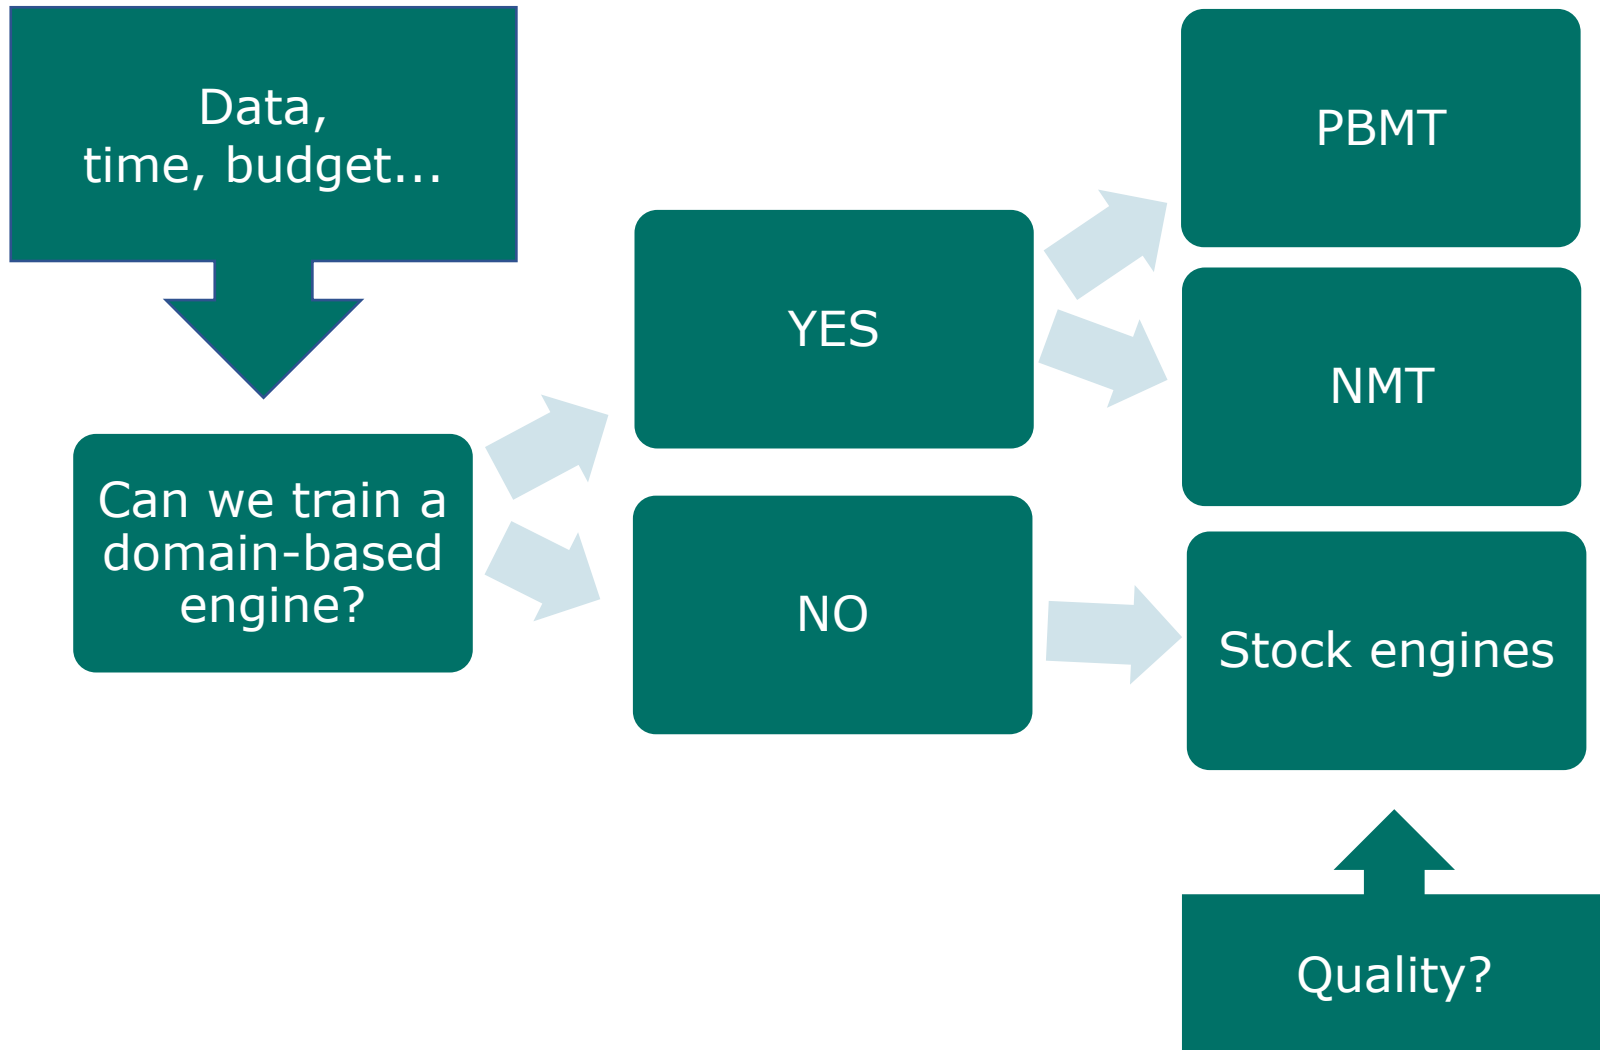 Data,
time, budget...
Can we train a
domain-based
engine?
YES
NO
PBMT
NMT
Stock engines
Quality?